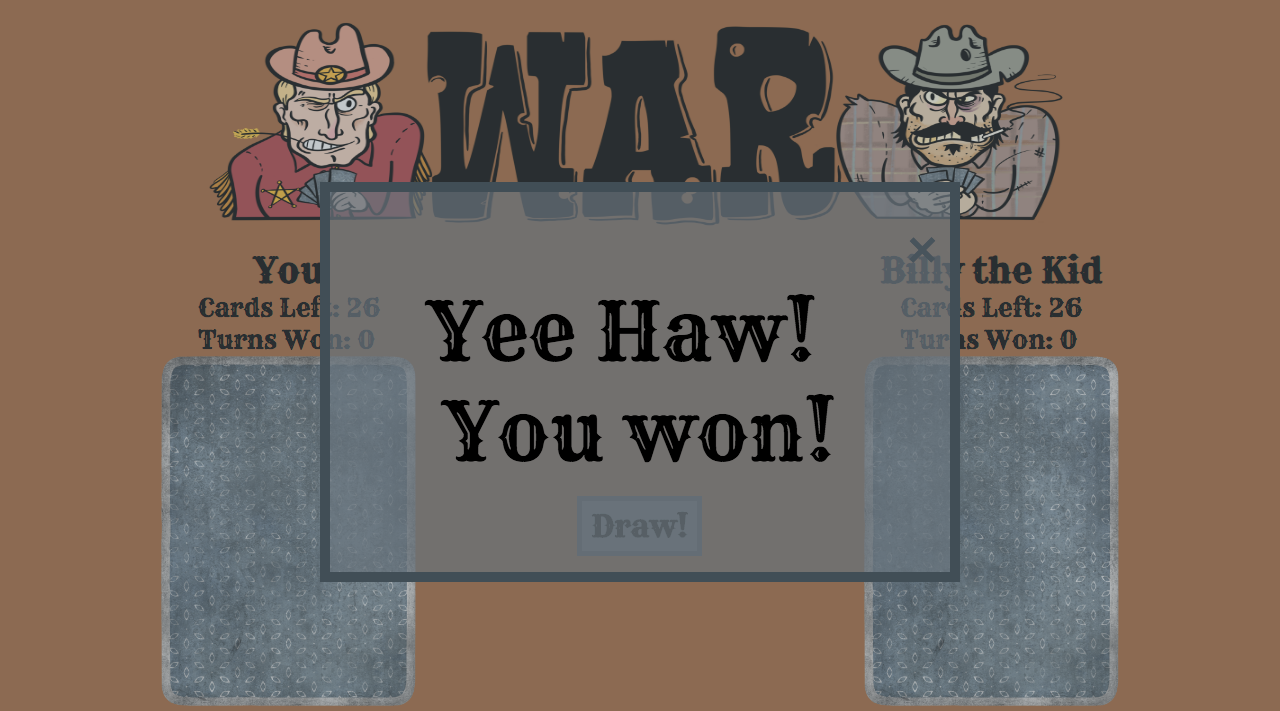 WAR
You
Cards Left: 26
Turns Won: 0
Billy the Kid
Cards Left: 26
Turns Won: 0
×
Yee Haw!
You won!
Draw!